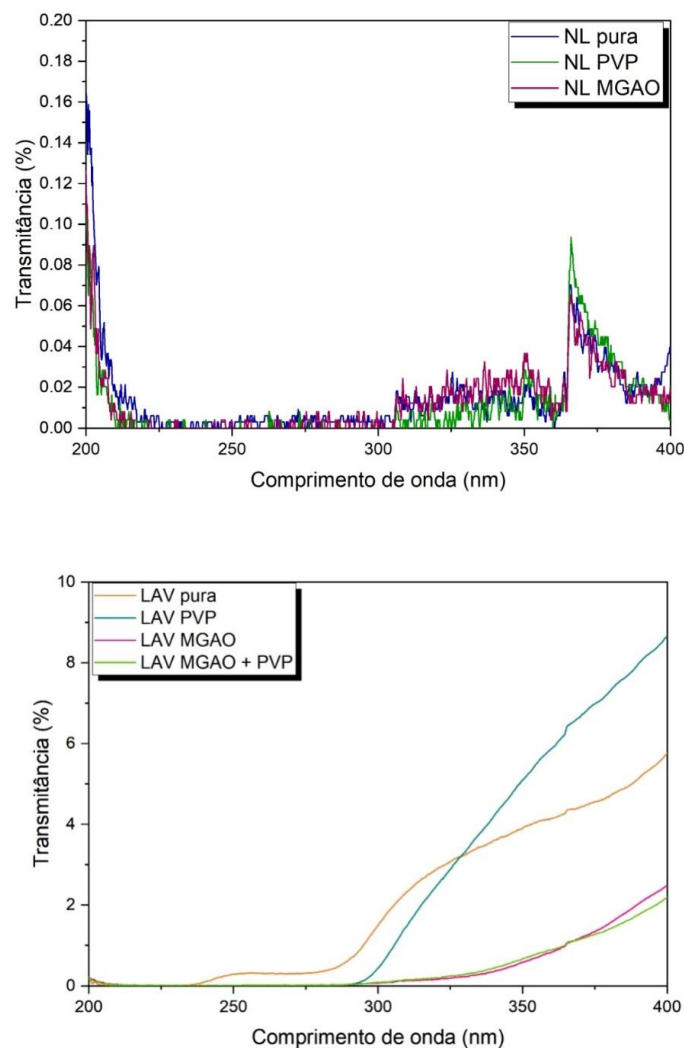 0.20
0.18
0.16
0.14
0.12
0.10
0.08
0.06
0.04
0.02
0.00
Transmitância (%)
NL pura
NL PVP
NL MGAO
200
250
300
350
400
Comprimento de onda (nm)
10
8
6
4
2
0
Transmitância (%)
LAV pura
LAV PVP
LAV MGAO
LAV MGAO + PVP
200
250
300
350
400
Comprimento de onda (nm)